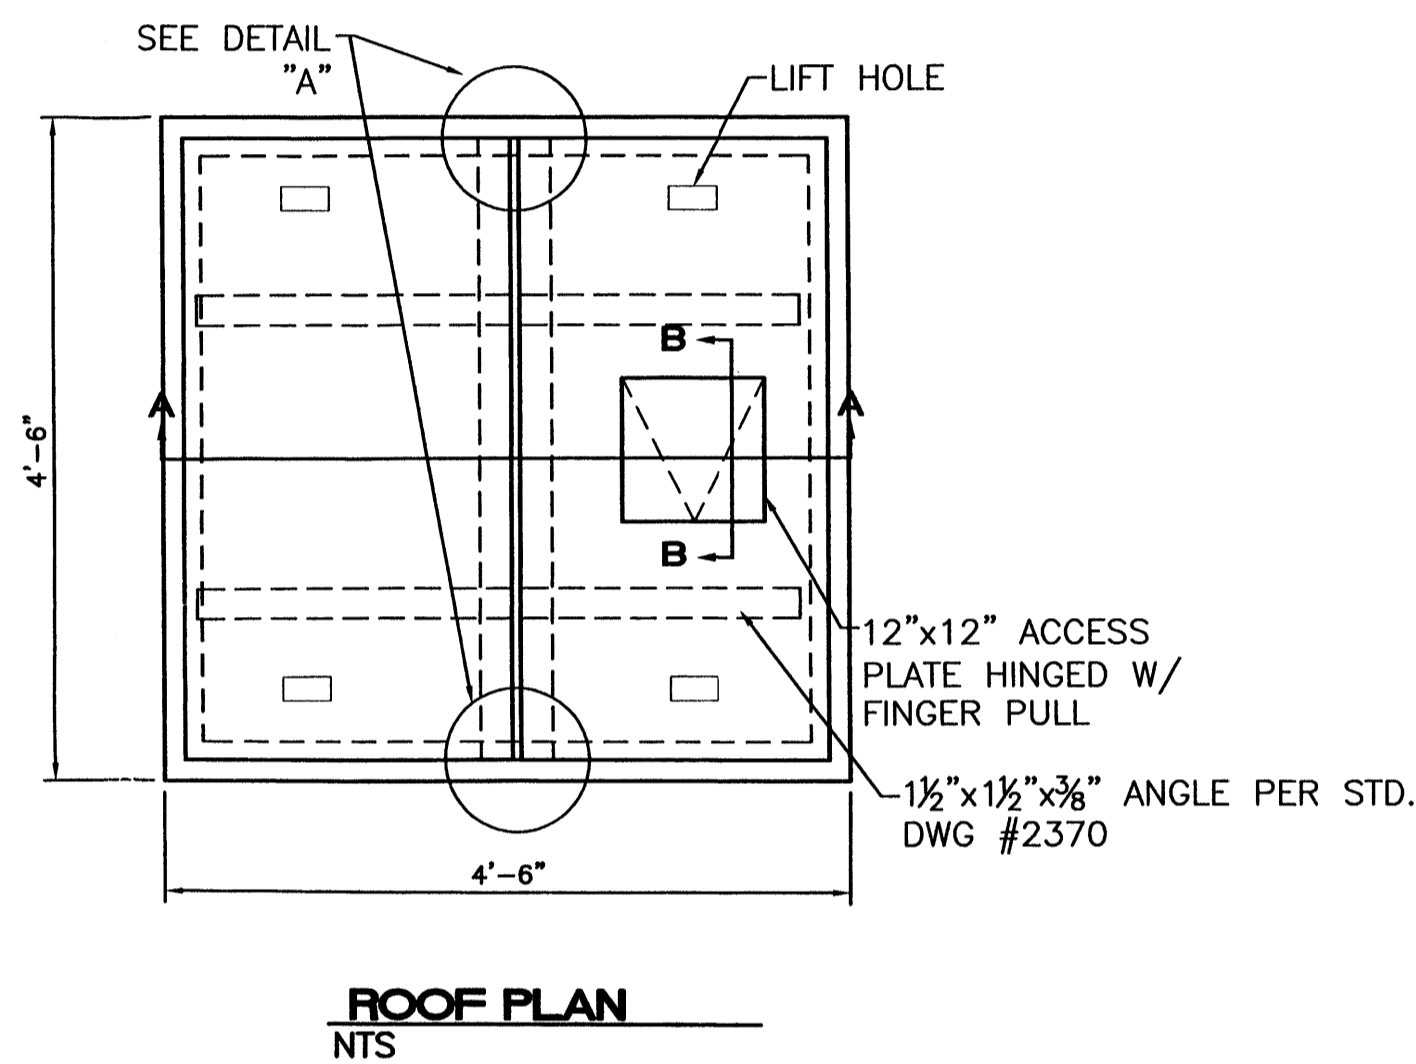 SEE DETAIL
"A"
LIFT HOLE
B
A
A
4'-6"
B
12"x12" ACCESS
PLATE HINGED W/
FINGER PULL
1½"x1½"x⅜" ANGLE PER STD.
DWG #2370
4'-6"
ROOF PLAN
NTS